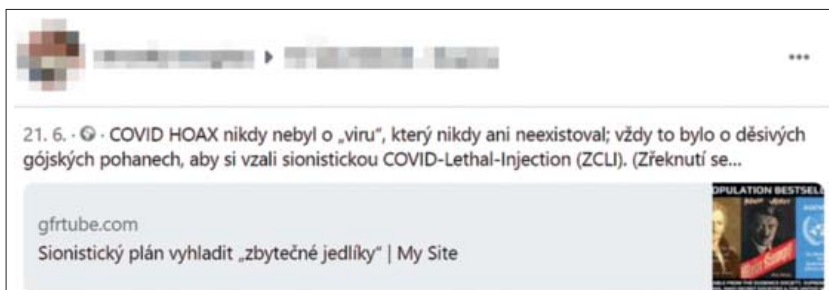 21. 6. · COVID HOAX nikdy nebyl o „viru“, který nikdy ani neexistoval; vždy to bylo o děsivých
gójských pohanech, aby si vzali sionistickou COVID-Lethal-Injection (ZCLI). (Zřeknutí se...
gfrtube.com
Sionistický plán vyhladit „zbytečné jedlíky“ | My Site
OPULATION BESTSELL